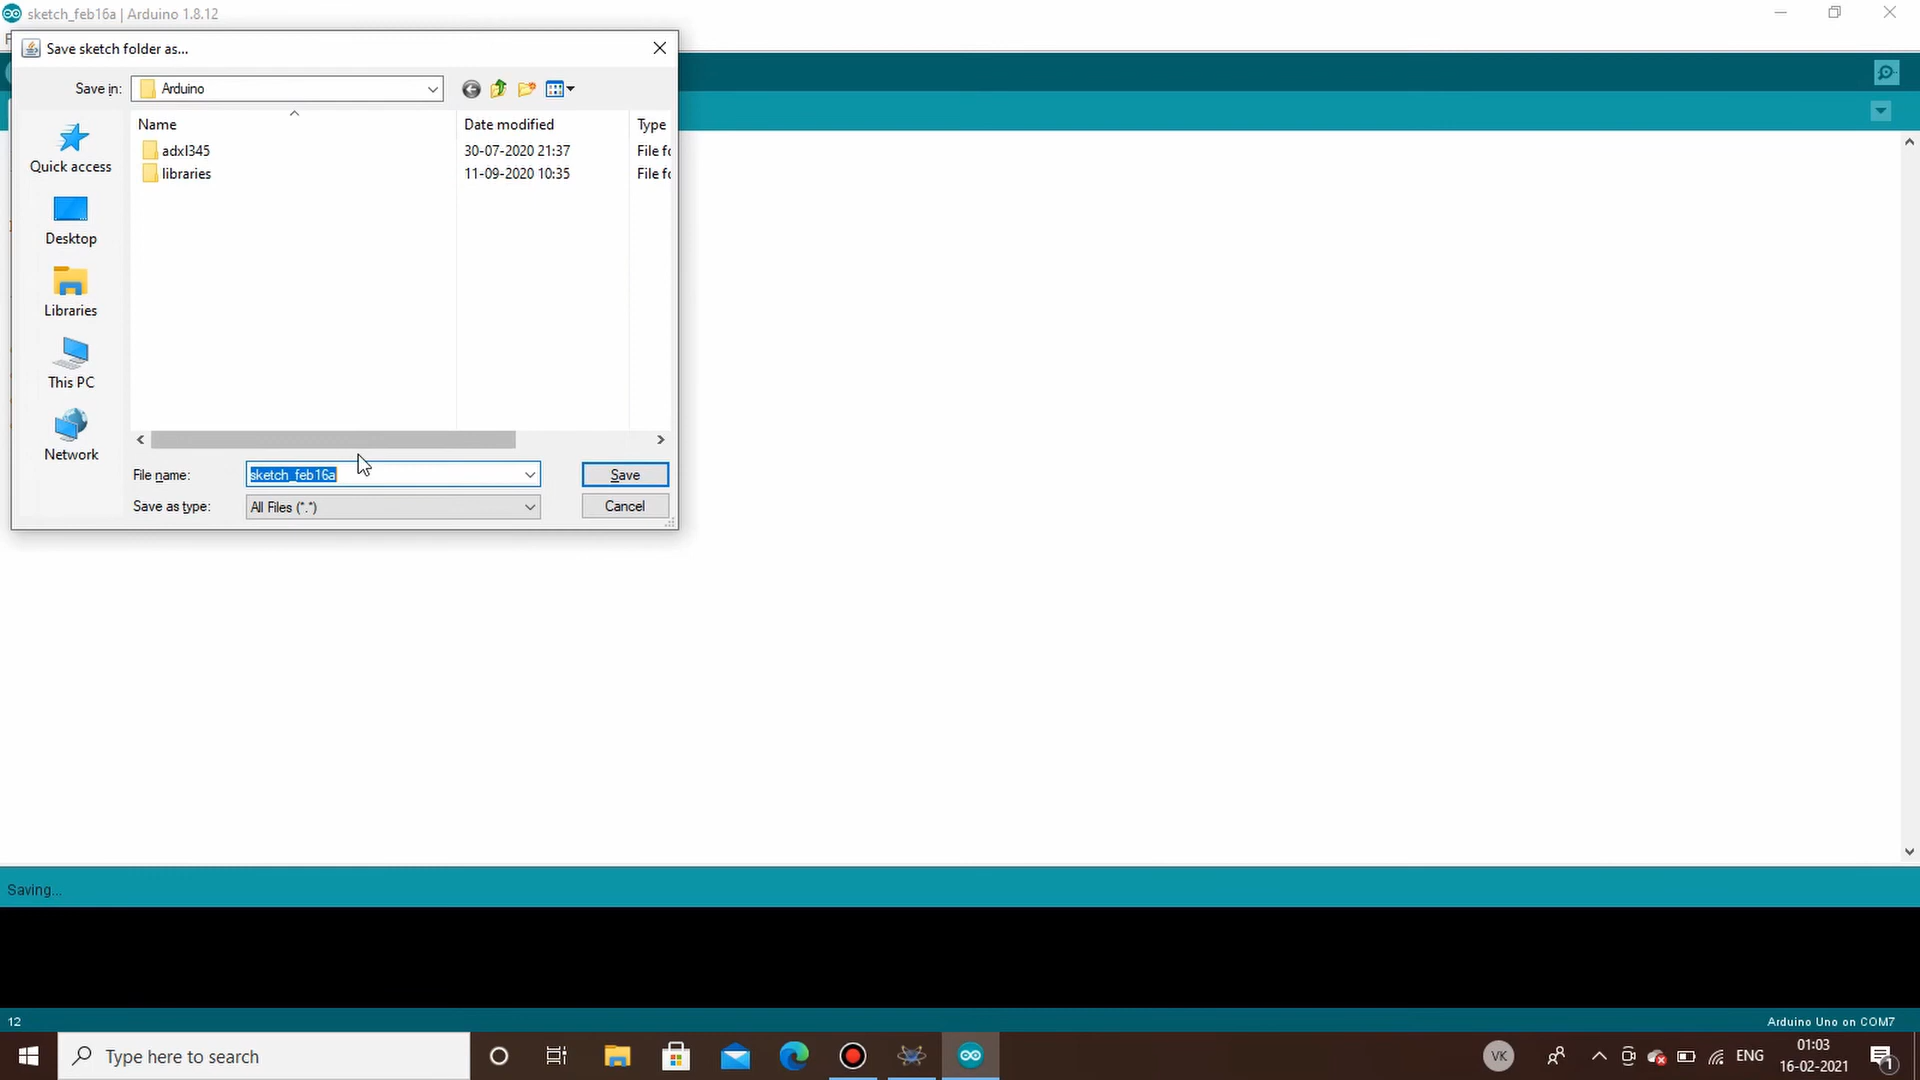 sketch_feb16a | Arduino 1.8.12
Save sketch folder as...
Save in: Arduino
Name Date modified Type
adxl345 30-07-2020 21:37 File fo
libraries 11-09-2020 10:35 File fo
Quick access
Desktop
Libraries
This PC
Network
File name: sketch_feb16a Save
Save as type: All Files (*.*) Cancel
Saving...
12 Arduino Uno on COM7
Type here to search
VK ENG 01:03
16-02-2021
1